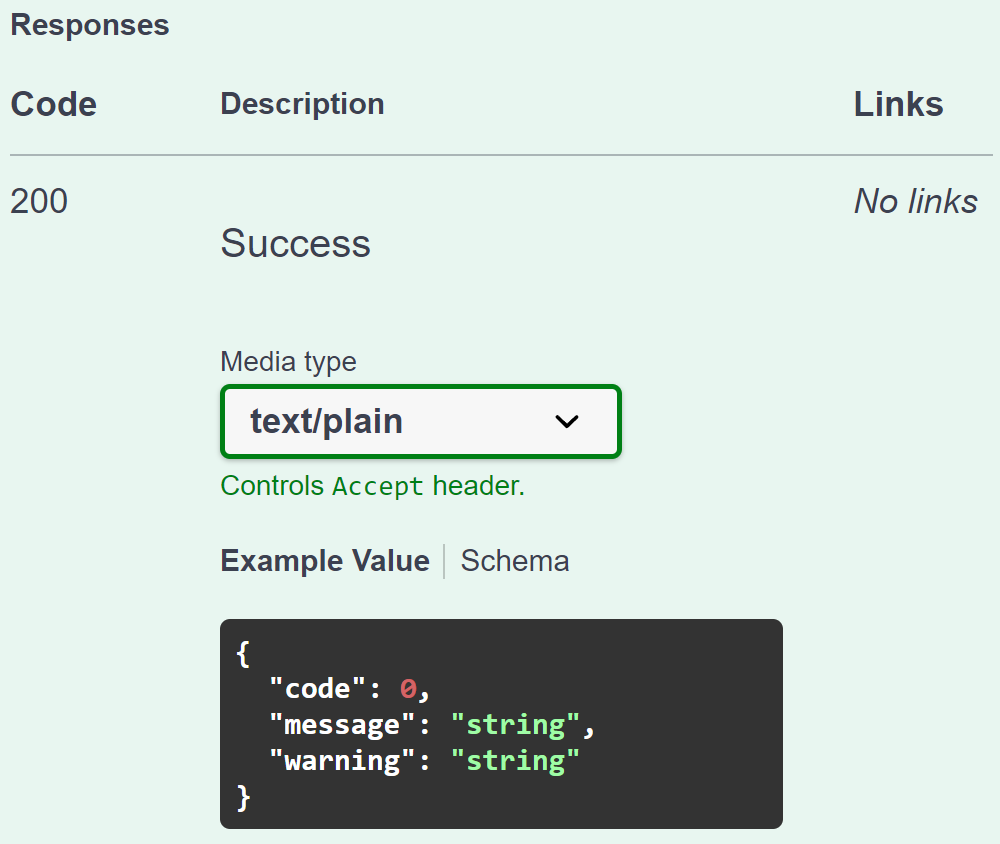 Responses
Code Description Links
200 No links
Success
Media type
text/plain
Controls Accept header.
Example Value Schema
{
  "code": 0,
  "message": "string",
  "warning": "string"
}